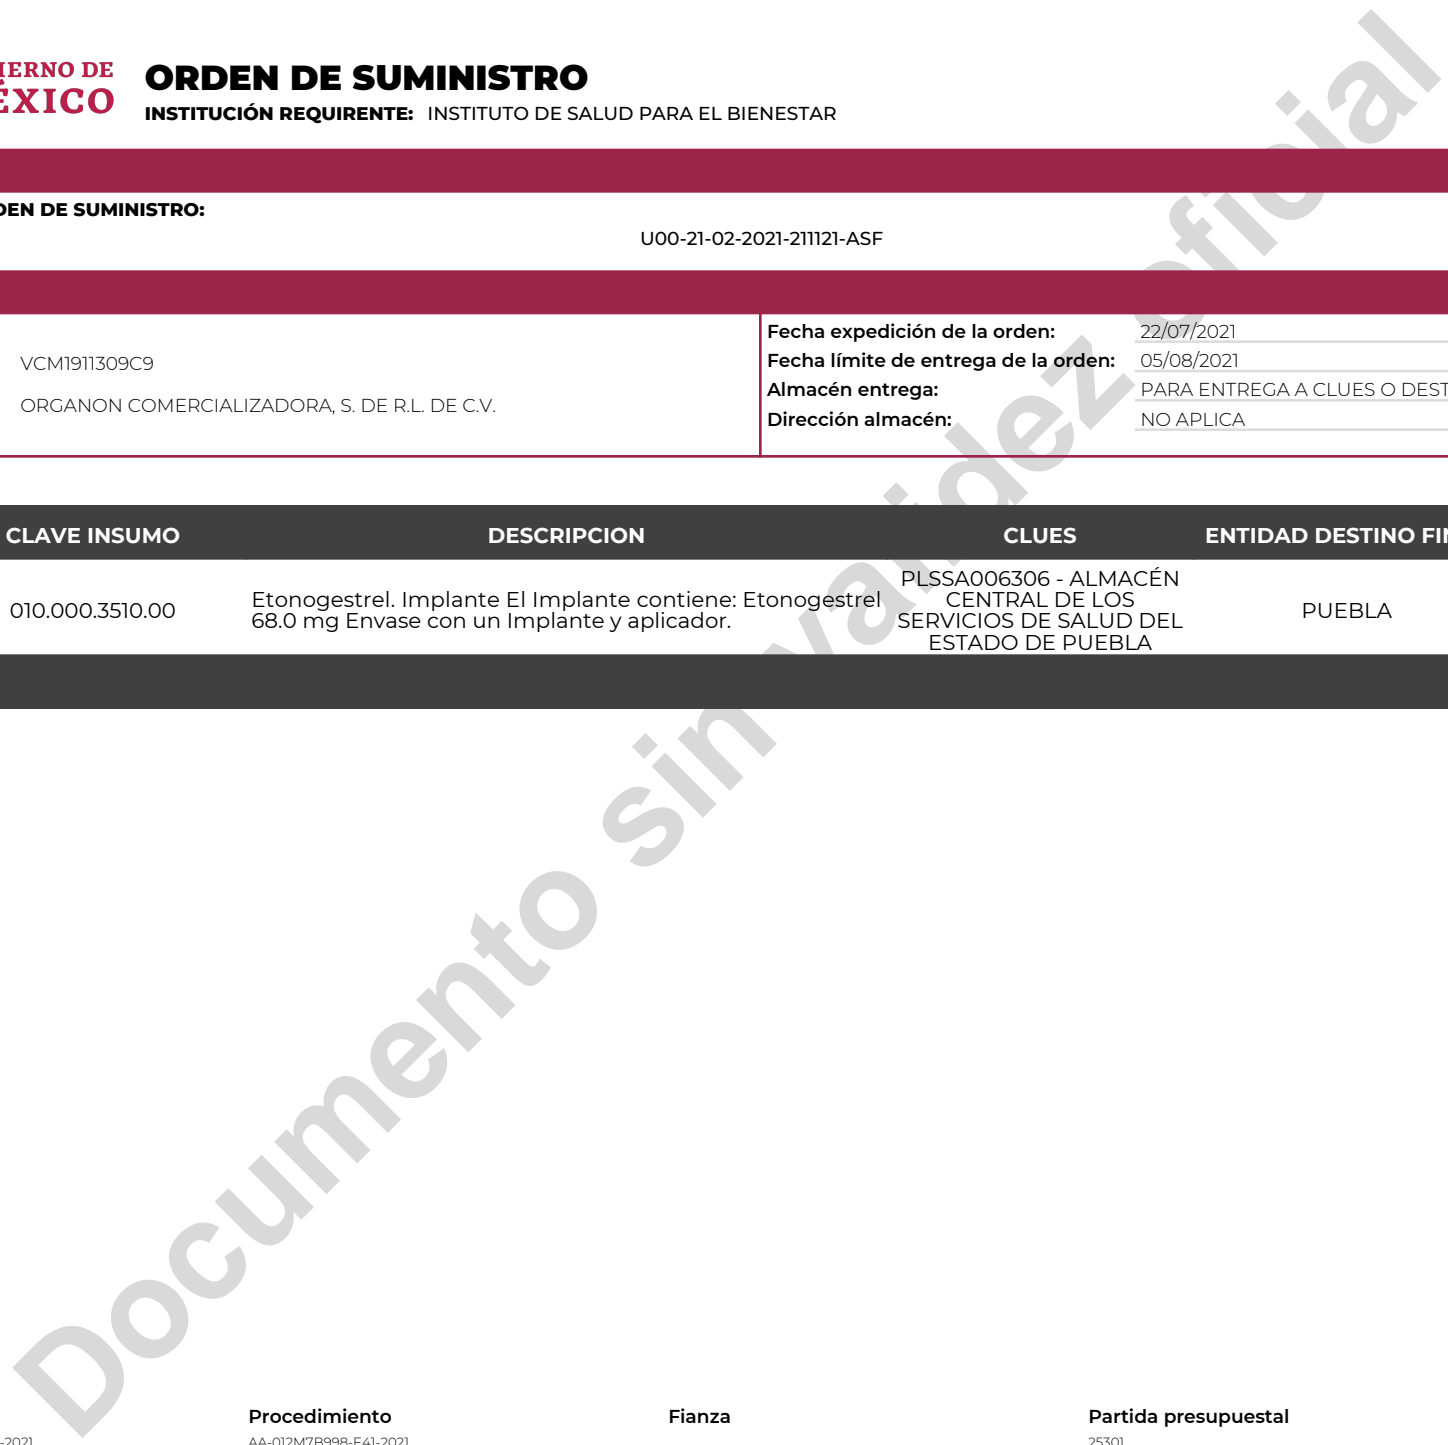 ORDEN DE SUMINISTRO
INSTITUCIÓN REQUIRENTE: INSTITUTO DE SALUD PARA EL BIENESTAR
IERNO DE
ÉXICO
DEN DE SUMINISTRO:
U00-21-02-2021-211121-ASF
VCM1911309C9
ORGANON COMERCIALIZADORA, S. DE R.L. DE C.V.
Fecha expedición de la orden: 22/07/2021
Fecha límite de entrega de la orden: 05/08/2021
Almacén entrega: PARA ENTREGA A CLUES O DEST
Dirección almacén: NO APLICA
CLAVE INSUMO DESCRIPCION CLUES ENTIDAD DESTINO FIN
010.000.3510.00
Etonogestrel. Implante El Implante contiene: Etonogestrel
68.0 mg Envase con un Implante y aplicador.
PLSSA006306 - ALMACÉN
CENTRAL DE LOS
SERVICIOS DE SALUD DEL
ESTADO DE PUEBLA
PUEBLA
Documento sin validez oficial
Procedimiento Fianza Partida presupuestal
-2021 AA-012M7B998-E41-2021 25301